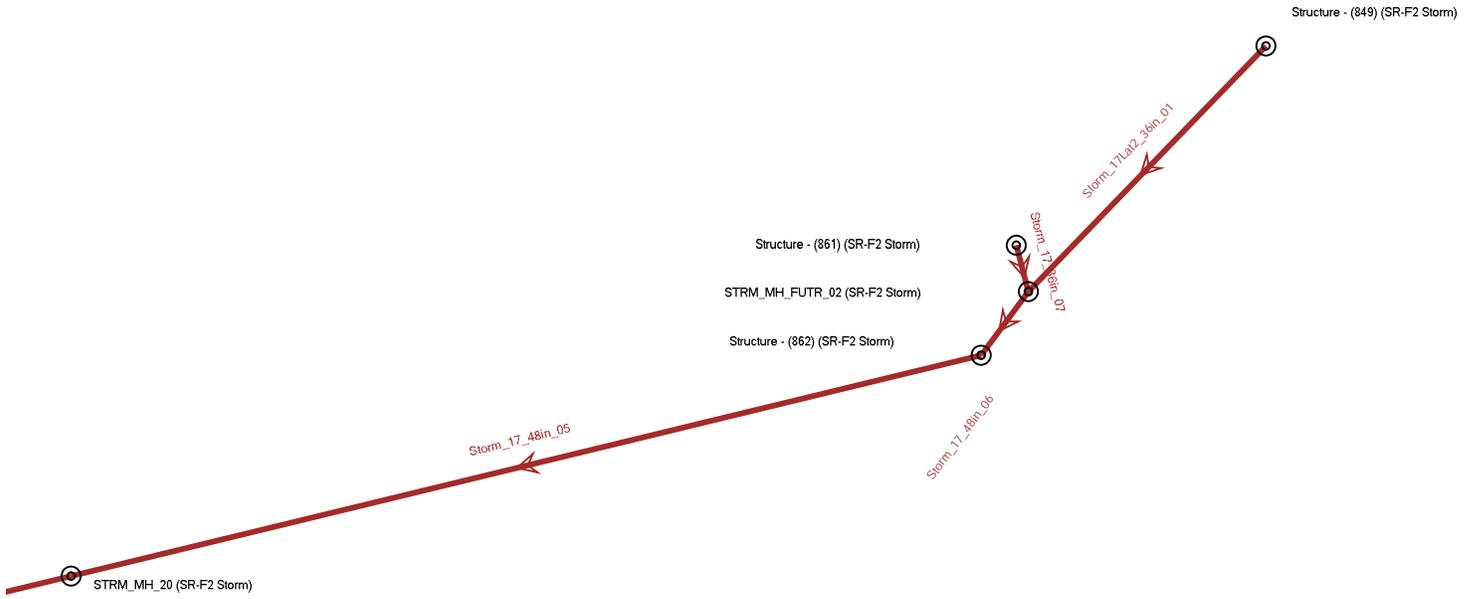 Structure - (849) (SR-F2 Storm)
Storm_17Lat2_36in_01
Storm_17_36in_07
Structure - (861) (SR-F2 Storm)
STRM_MH_FUTR_02 (SR-F2 Storm)
Structure - (862) (SR-F2 Storm)
Storm_17_48in_06
Storm_17_48in_05
STRM_MH_20 (SR-F2 Storm)